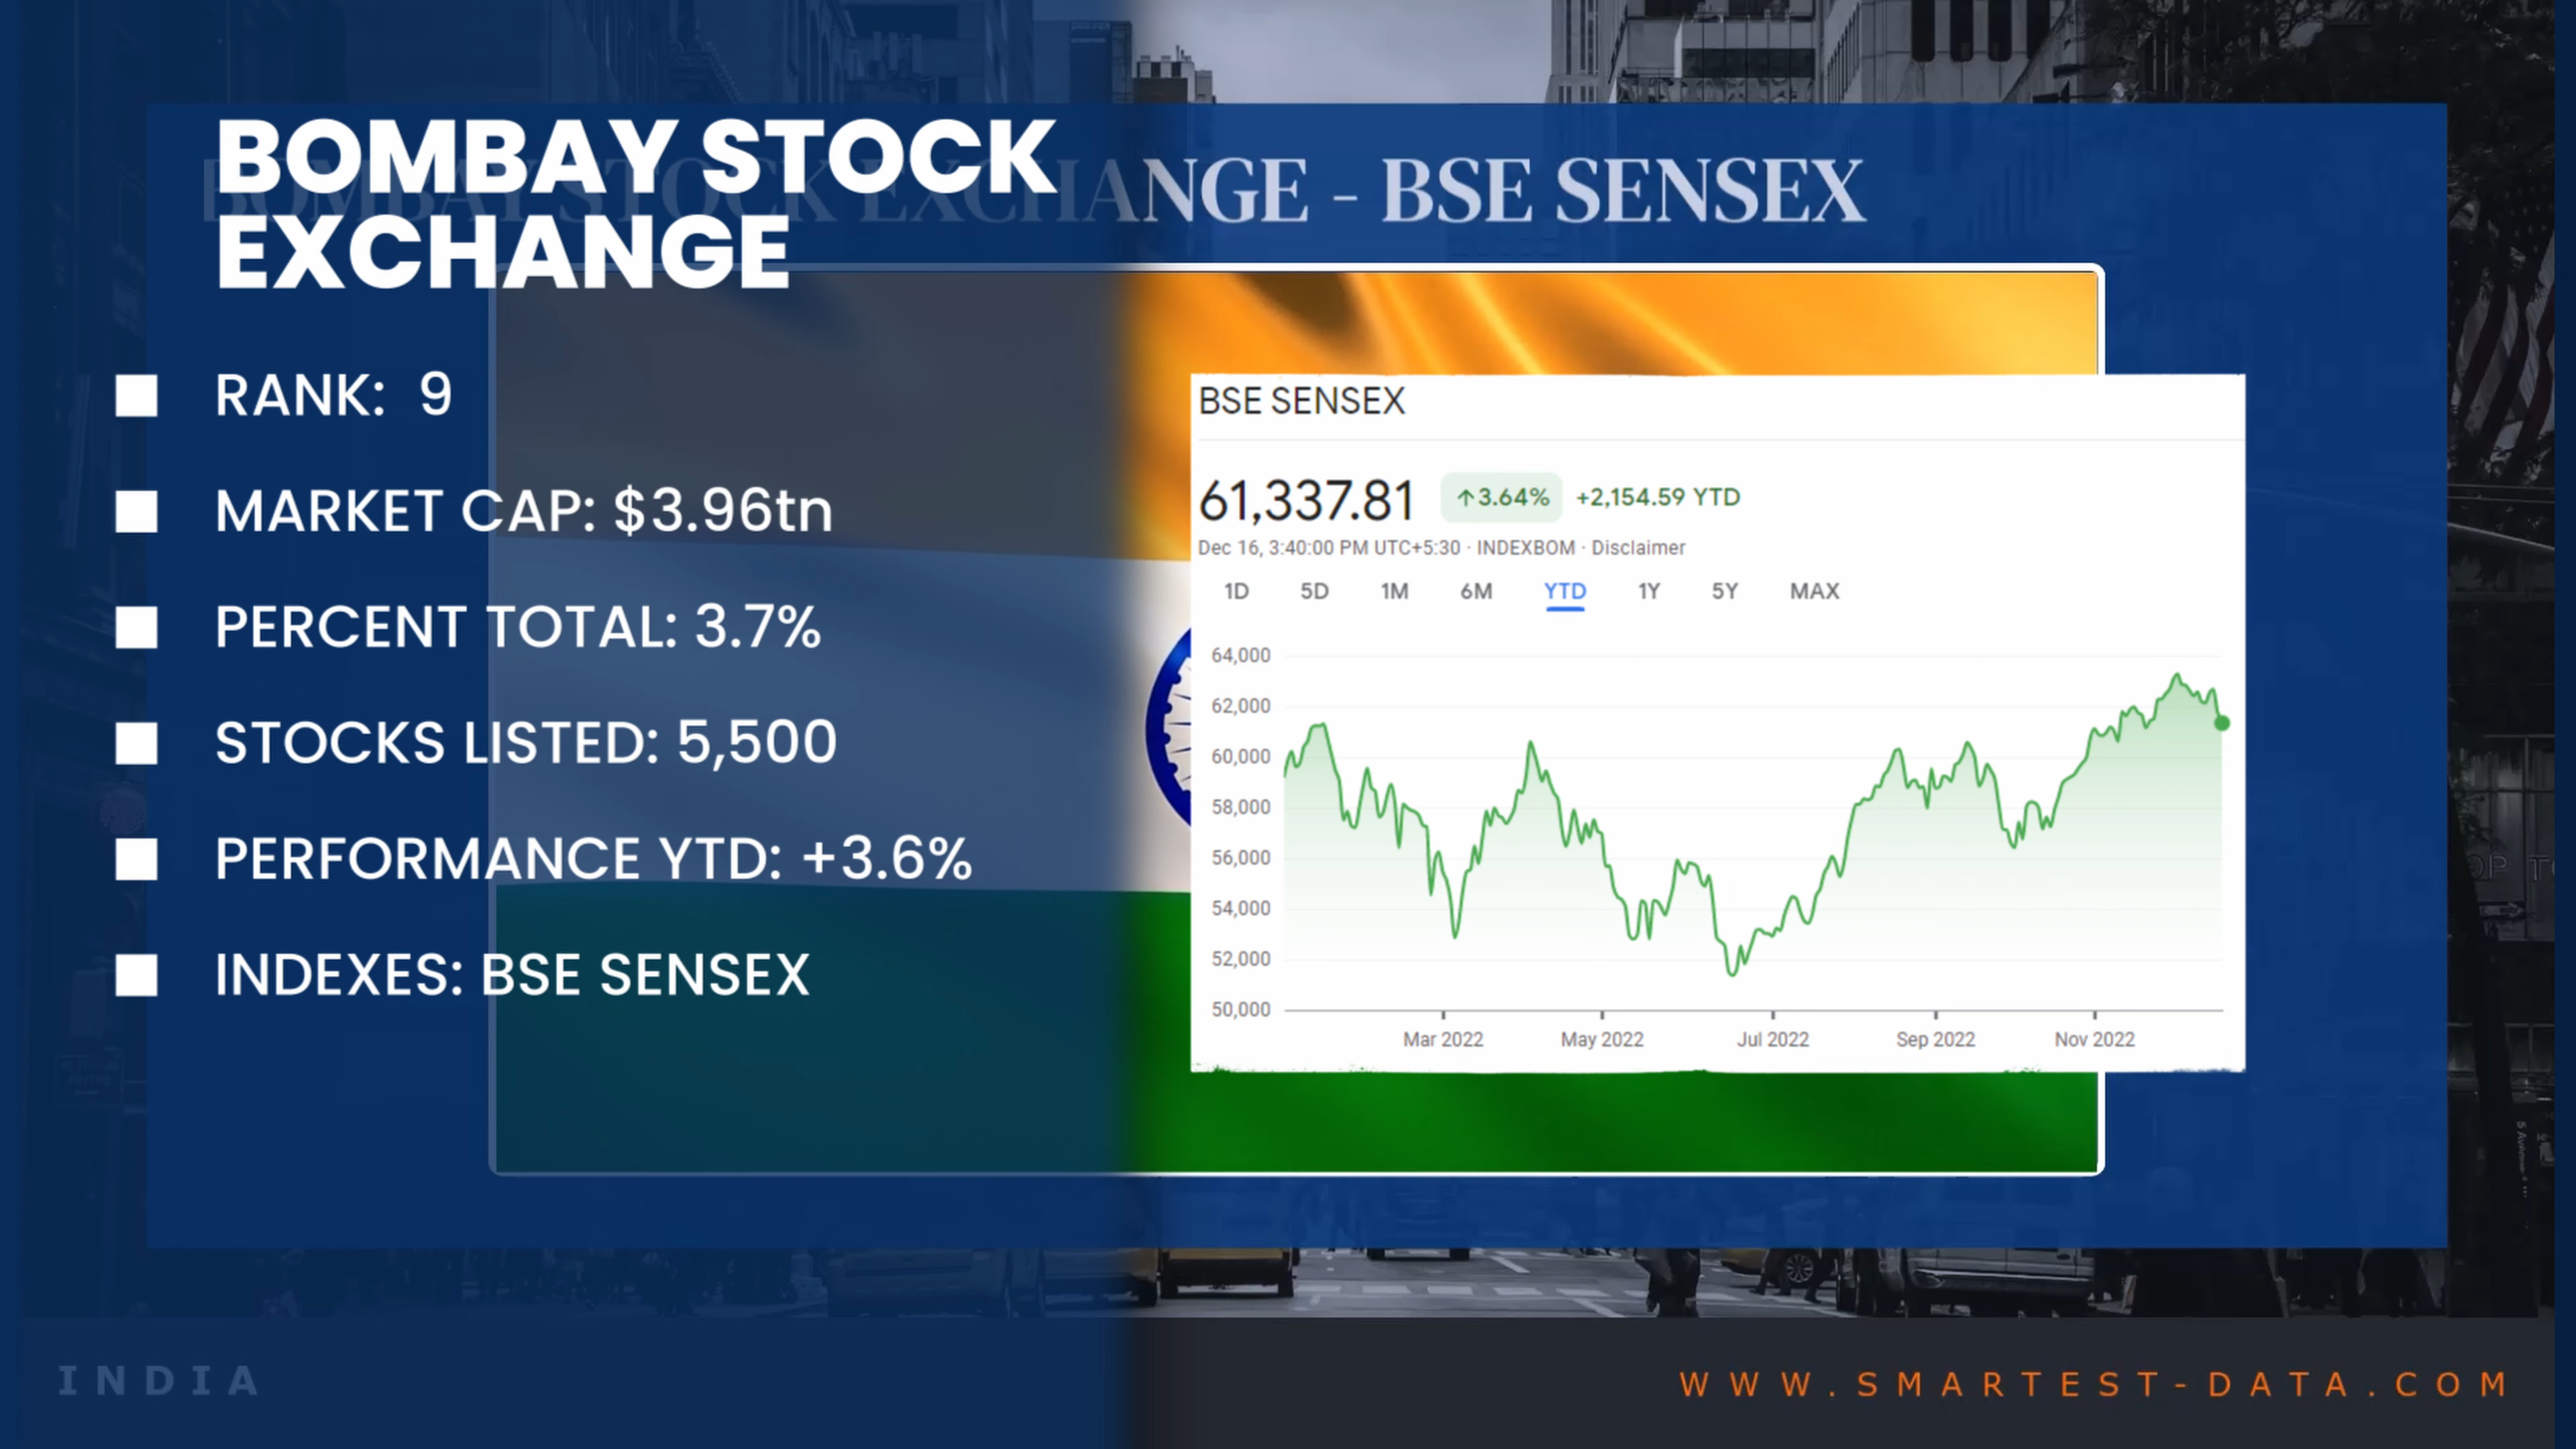 BOMBAY STOCK
EXCHANGE
BOMBAY STOCK EXCHANGE - BSE SENSEX
RANK: 9
MARKET CAP: $3.96tn
PERCENT TOTAL: 3.7%
STOCKS LISTED: 5,500
PERFORMANCE YTD: +3.6%
INDEXES: BSE SENSEX
BSE SENSEX
61,337.81 ↑3.64% +2,154.59 YTD
Dec 16, 3:40:00 PM UTC+5:30 · INDEXBOM · Disclaimer
1D 5D 1M 6M YTD 1Y 5Y MAX
64,000
62,000
60,000
58,000
56,000
54,000
52,000
50,000
Mar 2022 May 2022 Jul 2022 Sep 2022 Nov 2022
INDIA
WWW.SMARTEST-DATA.COM